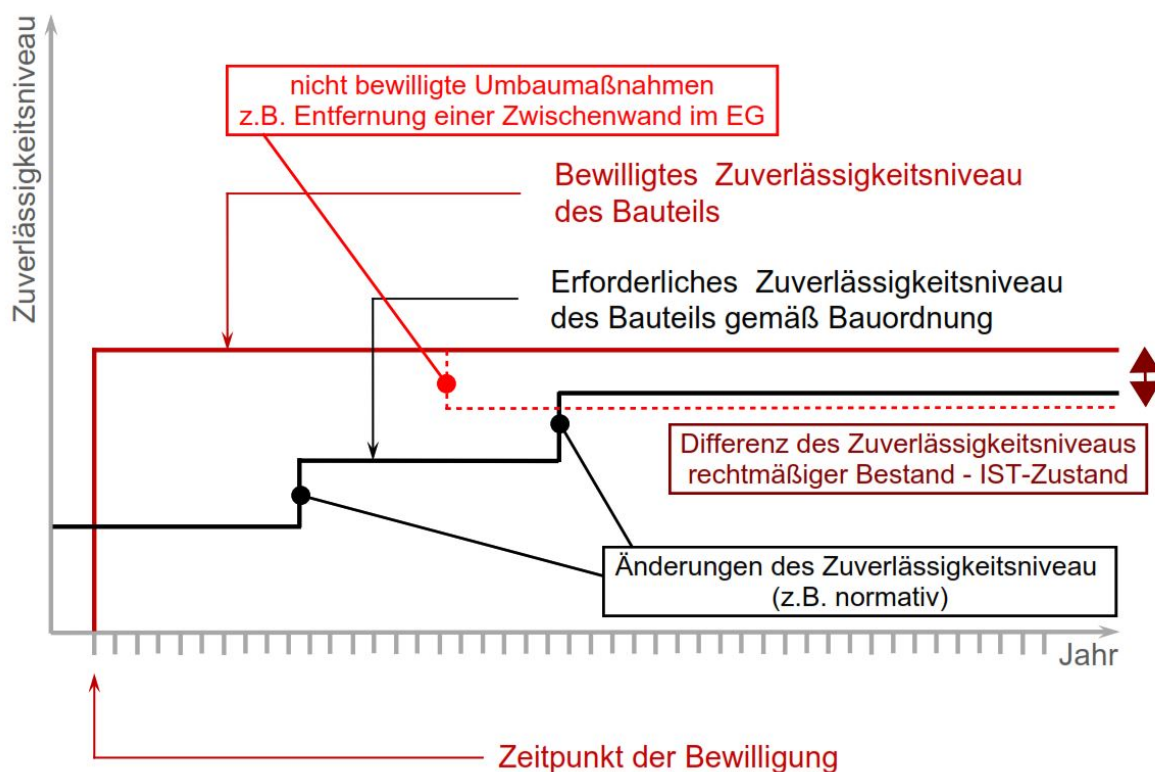 Zuverlässigkeitsniveau
nicht bewilligte Umbaumaßnahmen
z.B. Entfernung einer Zwischenwand im EG
Bewilligtes Zuverlässigkeitsniveau
des Bauteils
Erforderliches Zuverlässigkeitsniveau
des Bauteils gemäß Bauordnung
Differenz des Zuverlässigkeitsniveaus
rechtmäßiger Bestand - IST-Zustand
Änderungen des Zuverlässigkeitsniveau
(z.B. normativ)
Jahr
Zeitpunkt der Bewilligung